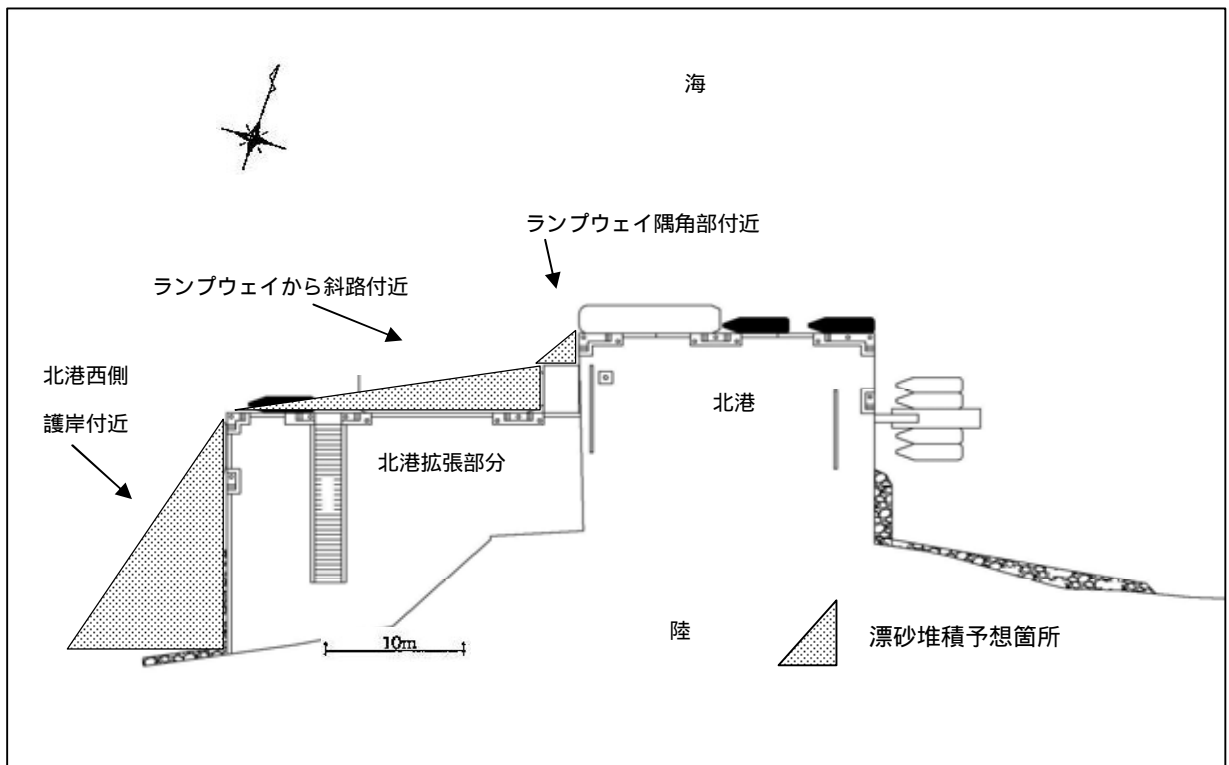 海
ランプウェイ隅角部付近
ランプウェイから斜路付近
北港西側
護岸付近
北港
北港拡張部分
10m
陸
漂砂堆積予想箇所